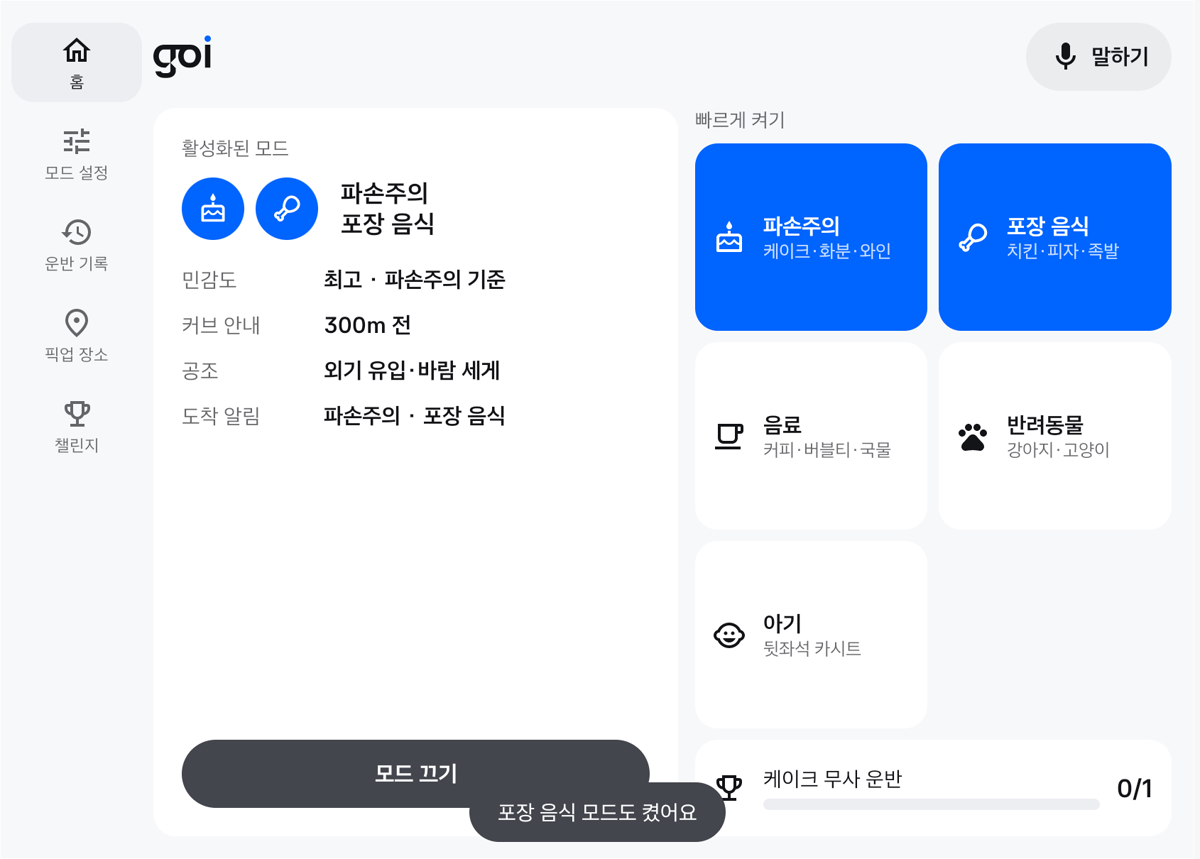 홈
모드 설정
운반 기록
픽업 장소
챌린지
goi
말하기
활성화된 모드
파손주의
포장 음식
민감도 최고 · 파손주의 기준
커브 안내 300m 전
공조 외기 유입·바람 세게
도착 알림 파손주의 · 포장 음식
모드 끄기
빠르게 켜기
파손주의
케이크·화분·와인
포장 음식
치킨·피자·족발
음료
커피·버블티·국물
반려동물
강아지·고양이
아기
뒷좌석 카시트
케이크 무사 운반
0/1
포장 음식 모드도 켰어요